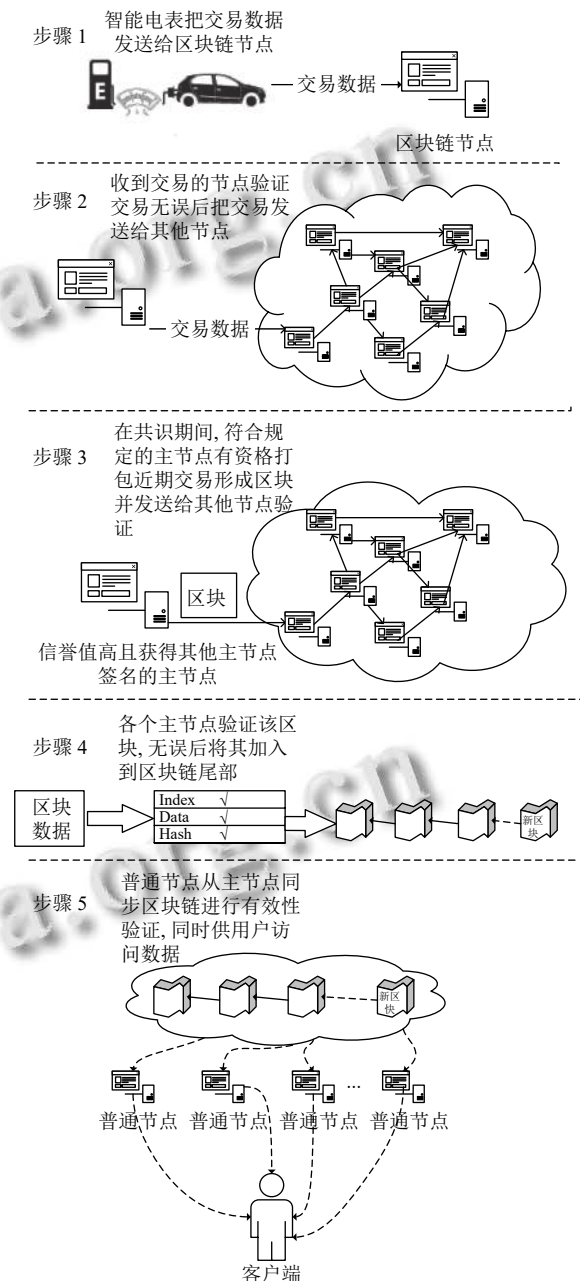 步骤 1
智能电表把交易数据
发送给区块链节点
E
交易数据
区块链节点
步骤 2
收到交易的节点验证
交易无误后把交易发
送给其他节点
交易数据
步骤 3
在共识期间, 符合规
定的主节点有资格打
包近期交易形成区块
并发送给其他节点验
证
区块
信誉值高且获得其他主节点
签名的主节点
步骤 4
各个主节点验证该区
块, 无误后将其加入
到区块链尾部
区块
数据
Index √
Data √
Hash √
新区
块
步骤 5
普通节点从主节点同
步区块链进行有效性
验证, 同时供用户访
问数据
新区
快
...
普通节点 普通节点 普通节点 普通节点
客户端
a.org.cn
.cn
a.org.cn